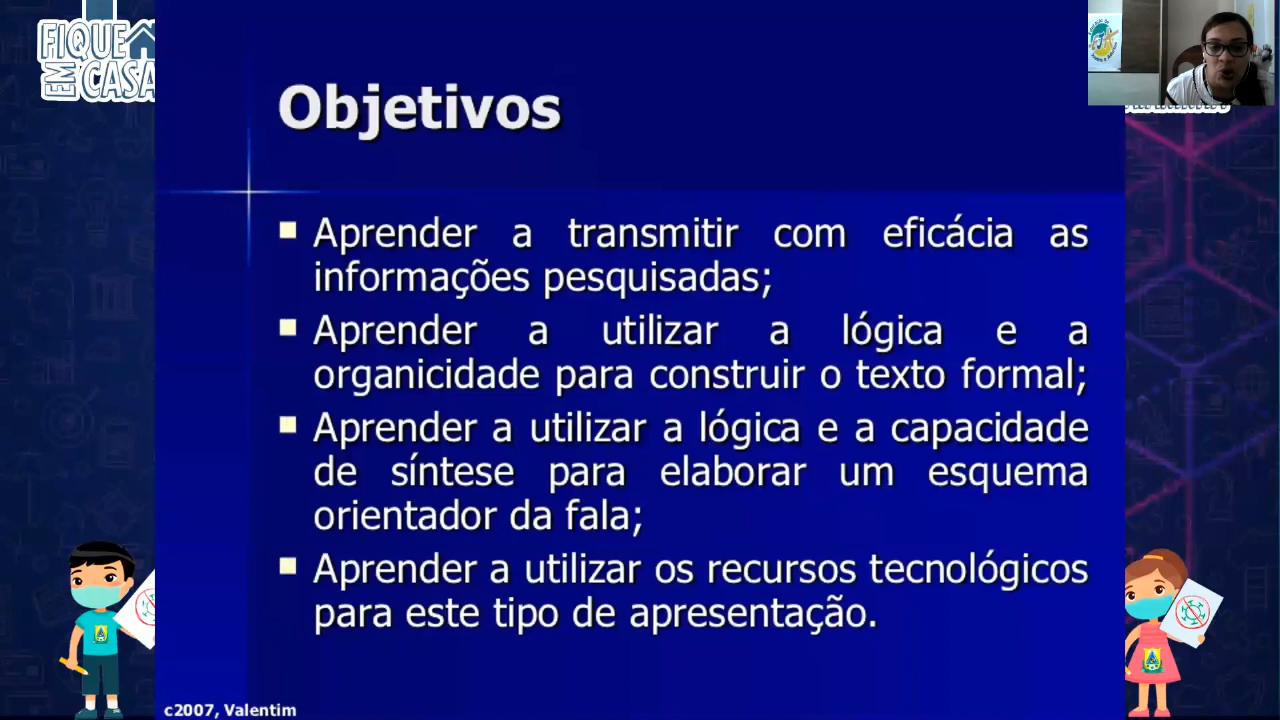 FIQUE
EM CASA
Objetivos
Aprender a transmitir com eficácia as
informações pesquisadas;
Aprender a utilizar a lógica e a
organicidade para construir o texto formal;
Aprender a utilizar a lógica e a capacidade
de síntese para elaborar um esquema
orientador da fala;
Aprender a utilizar os recursos tecnológicos
para este tipo de apresentação.
c2007, Valentim